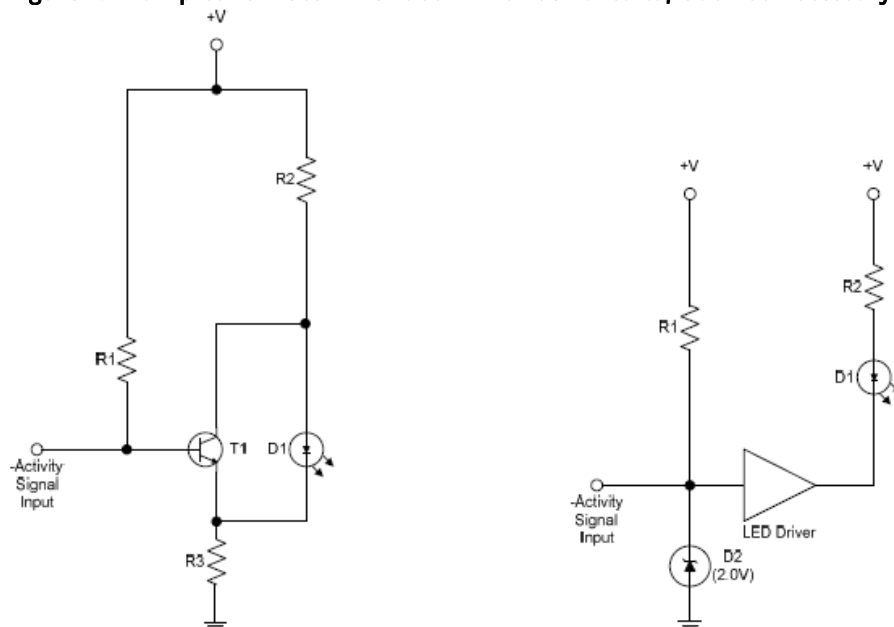 +V
R2
R1
T1
D1
-Activity
Signal
Input
R3
+V
+V
R2
R1
D1
-Activity
Signal
Input
LED Driver
D2
(2.0V)